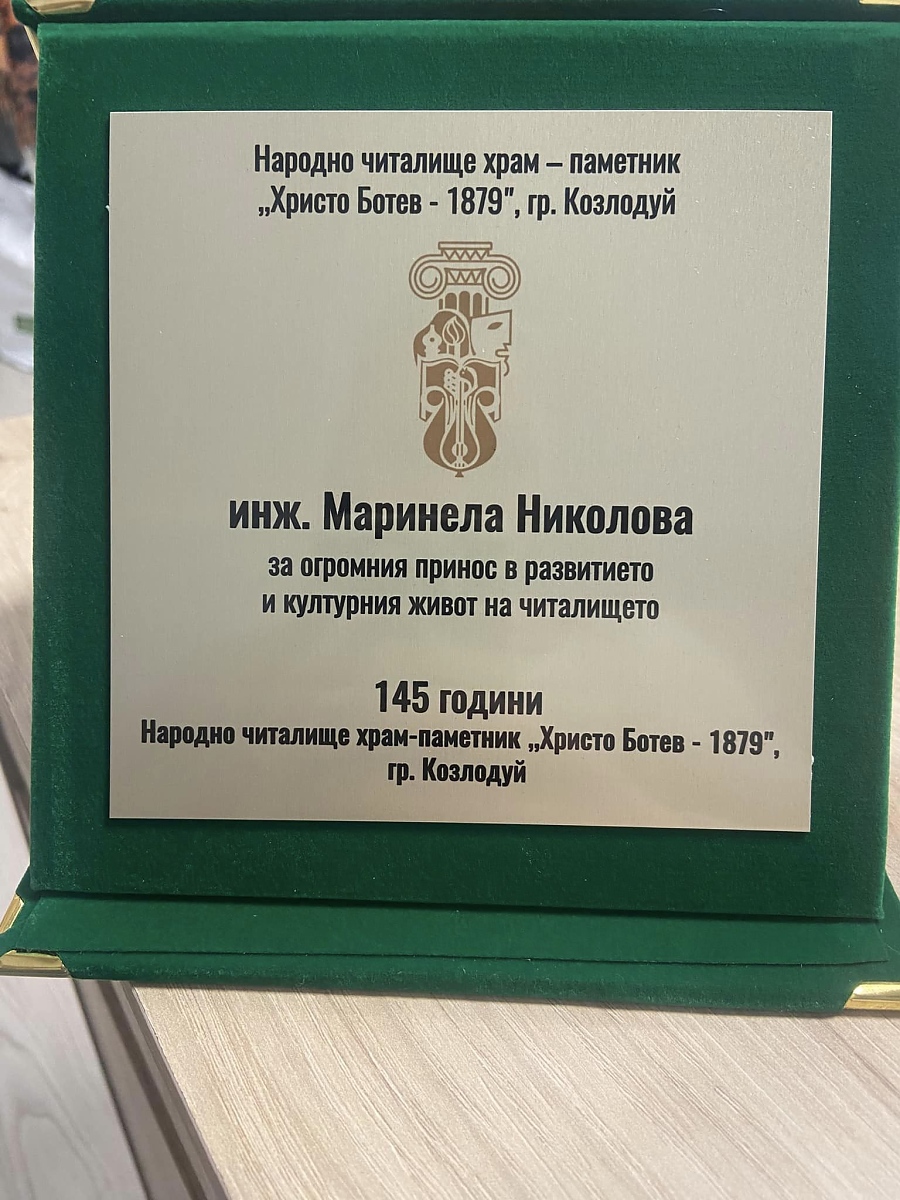 Народно читалище храм – паметник
„Христо Ботев - 1879", гр. Козлодуй
инж. Маринела Николова
за огромния принос в развитието
и културния живот на читалището
145 години
Народно читалище храм-паметник „Христо Ботев - 1879",
гр. Козлодуй